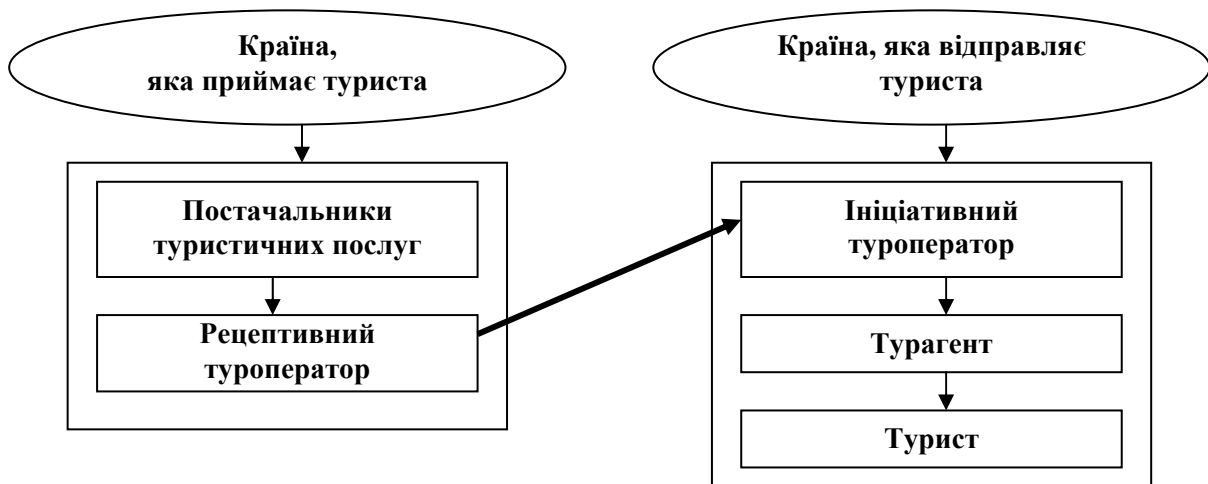 Країна,
яка приймає туриста
Країна, яка відправляє
туриста
Постачальники
туристичних послуг
Рецептивний
туроператор
Ініціативний
туроператор
Турагент
Турист